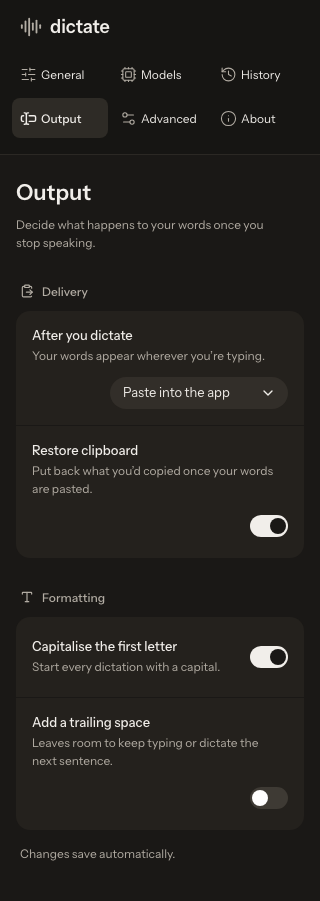 dictate
General
Models
History
Output
Advanced
About
Output
Decide what happens to your words once you
stop speaking.
Delivery
After you dictate
Your words appear wherever you're typing.
Paste into the app
Restore clipboard
Put back what you'd copied once your words
are pasted.
Formatting
Capitalise the first letter
Start every dictation with a capital.
Add a trailing space
Leaves room to keep typing or dictate the
next sentence.
Changes save automatically.